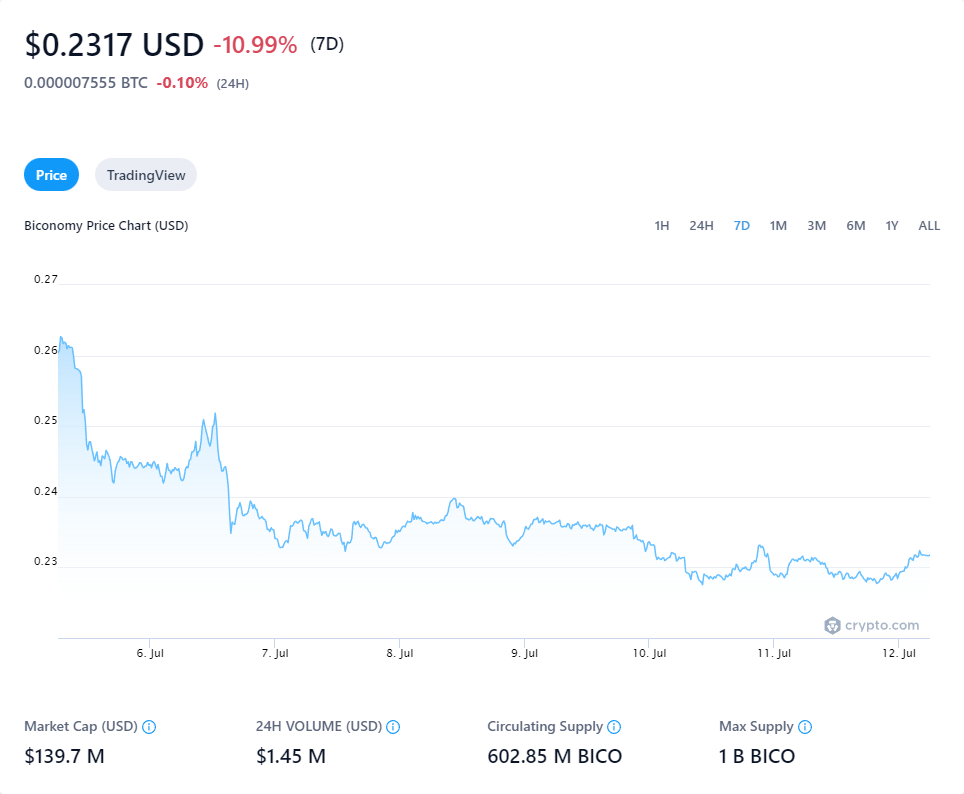 $0.2317 USD -10.99% (7D)
0.000007555 BTC -0.10% (24H)
Price TradingView
Biconomy Price Chart (USD) 1H 24H 7D 1M 3M 6M 1Y ALL
0.27
0.26
0.25
0.24
0.23
crypto.com
6. Jul 7. Jul 8. Jul 9. Jul 10. Jul 11. Jul 12. Jul
Market Cap (USD) 24H VOLUME (USD) Circulating Supply Max Supply
$139.7 M $1.45 M 602.85 M BICO 1 B BICO